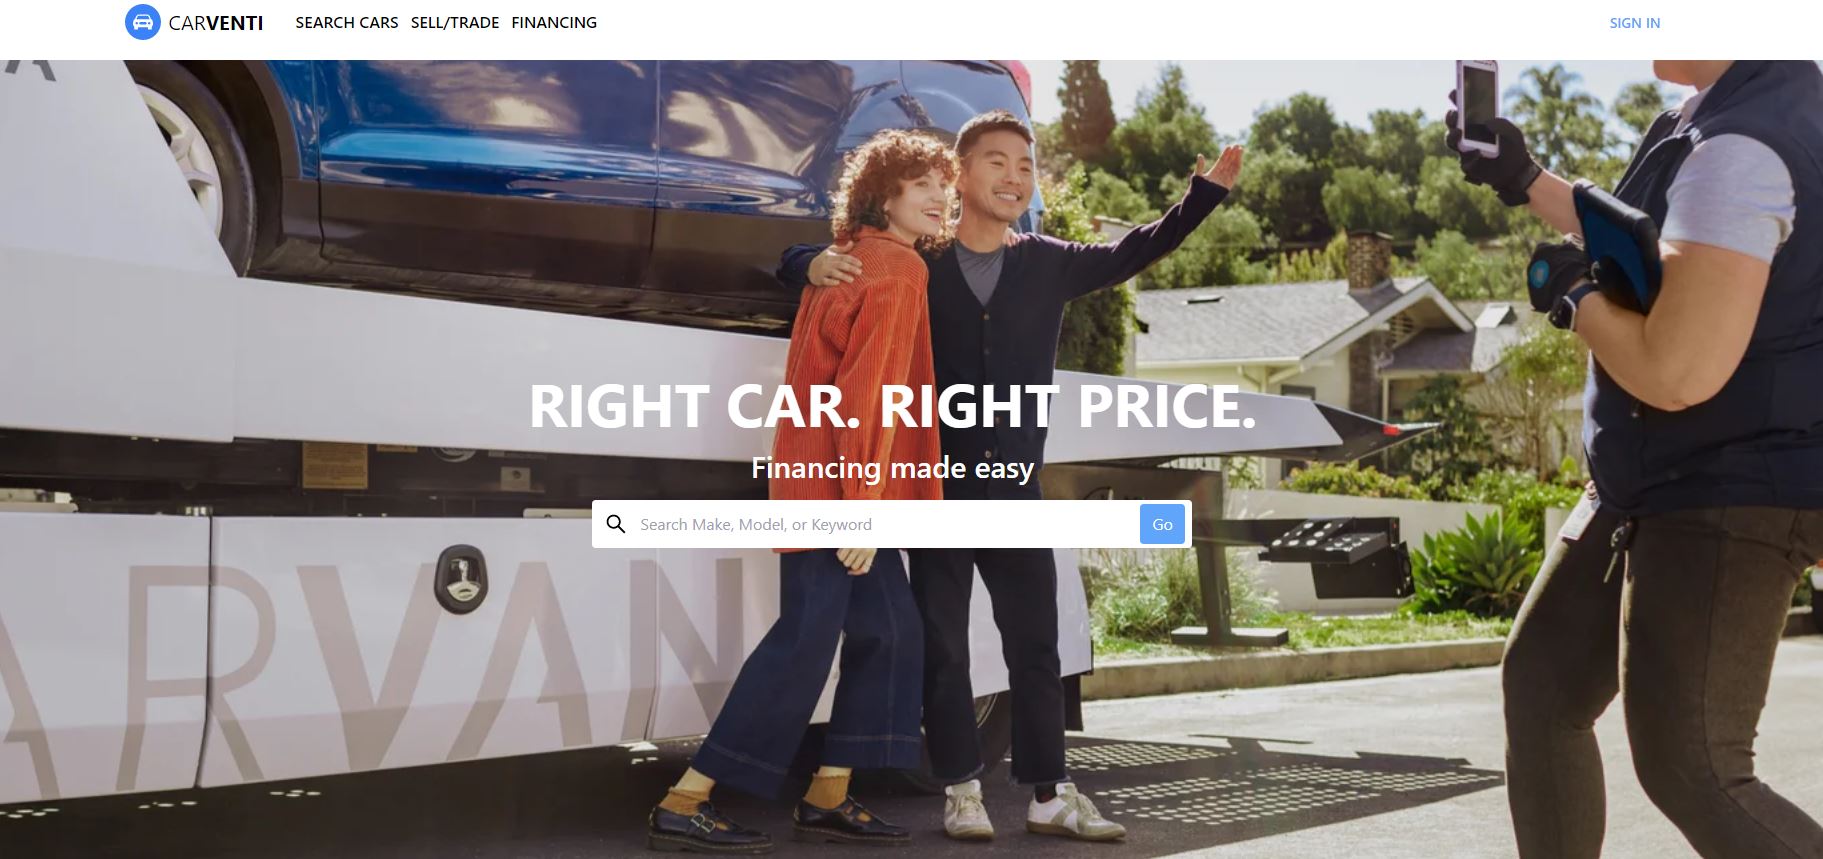 CARVENTI
SEARCH CARS
SELL/TRADE
FINANCING
SIGN IN
RIGHT CAR. RIGHT PRICE.
Financing made easy
Search Make, Model, or Keyword
Go
ARVAN